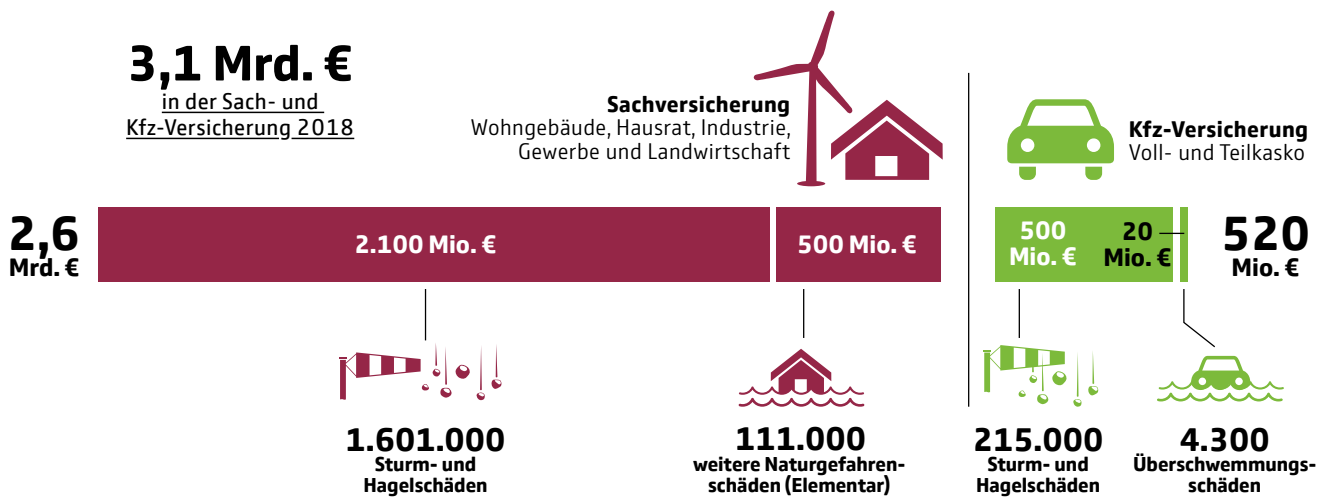 3,1 Mrd. €
in der Sach- und
Kfz-Versicherung 2018
Sachversicherung
Wohngebäude, Hausrat, Industrie,
Gewerbe und Landwirtschaft
Kfz-Versicherung
Voll- und Teilkasko
2,6
Mrd. €
2.100 Mio. €
500 Mio. €
500
Mio. €
20
Mio. €
520
Mio. €
1.601.000
Sturm- und
Hagelschäden
111.000
weitere Naturgefahren-
schäden (Elementar)
215.000
Sturm- und
Hagelschäden
4.300
Überschwemmungs-
schäden